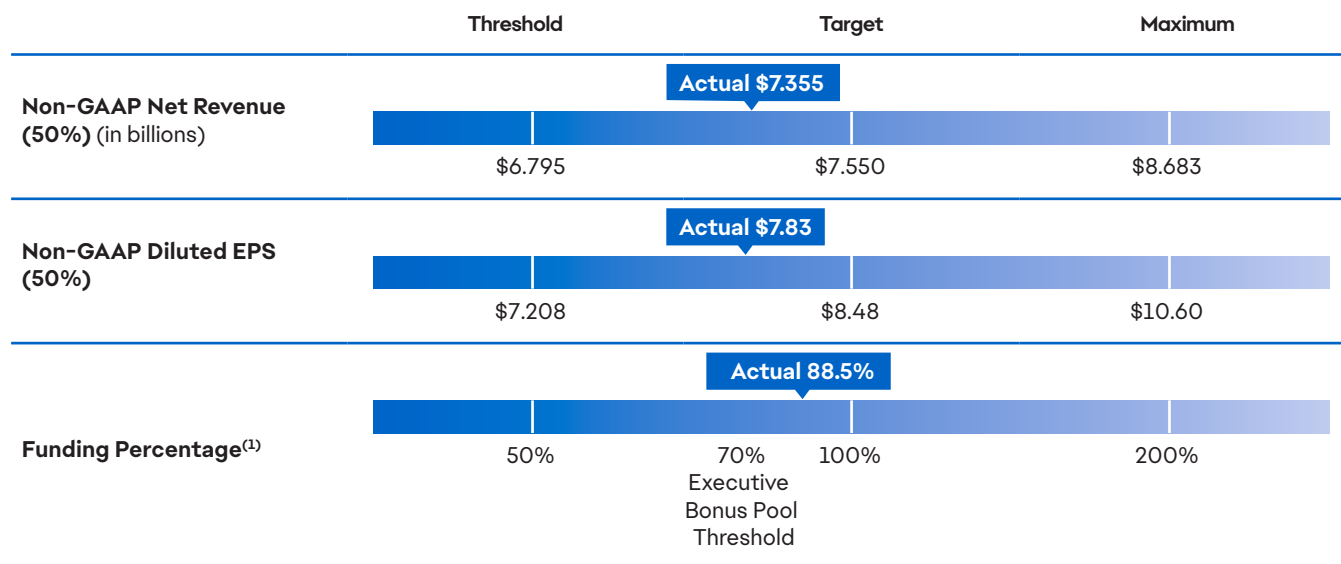 Threshold Target Maximum
Actual $7.355
Non-GAAP Net Revenue
(50%) (in billions)
$6.795 $7.550 $8.683
Actual $7.83
Non-GAAP Diluted EPS
(50%)
$7.208 $8.48 $10.60
Actual 88.5%
Funding Percentage(1)
50% 70% 100% 200%
Executive
Bonus Pool
Threshold